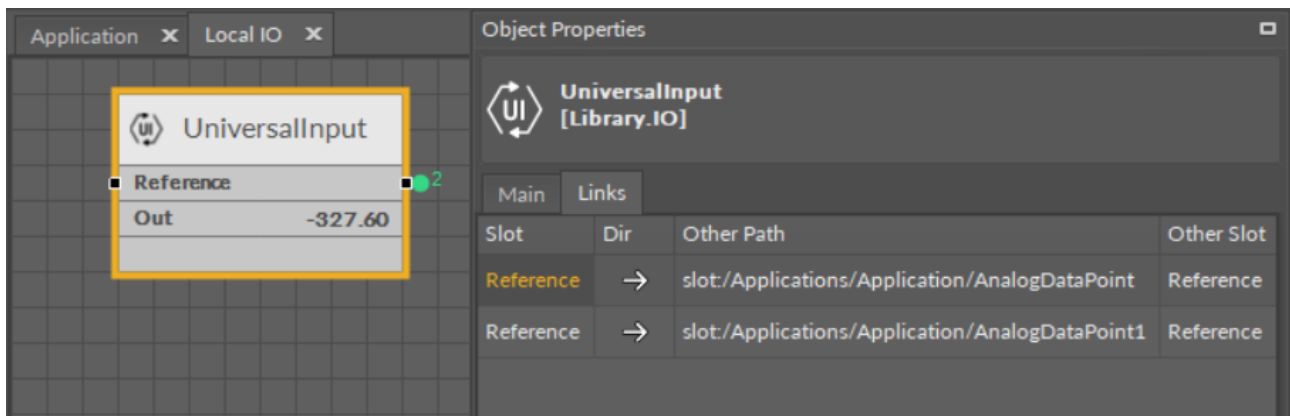 Application × Local IO ×
UI UniversalInput
Reference 2
Out -327.60
Object Properties
UI UniversalInput
[Library.IO]
Main Links
Slot Dir Other Path Other Slot
Reference → slot:/Applications/Application/AnalogDataPoint Reference
Reference → slot:/Applications/Application/AnalogDataPoint1 Reference